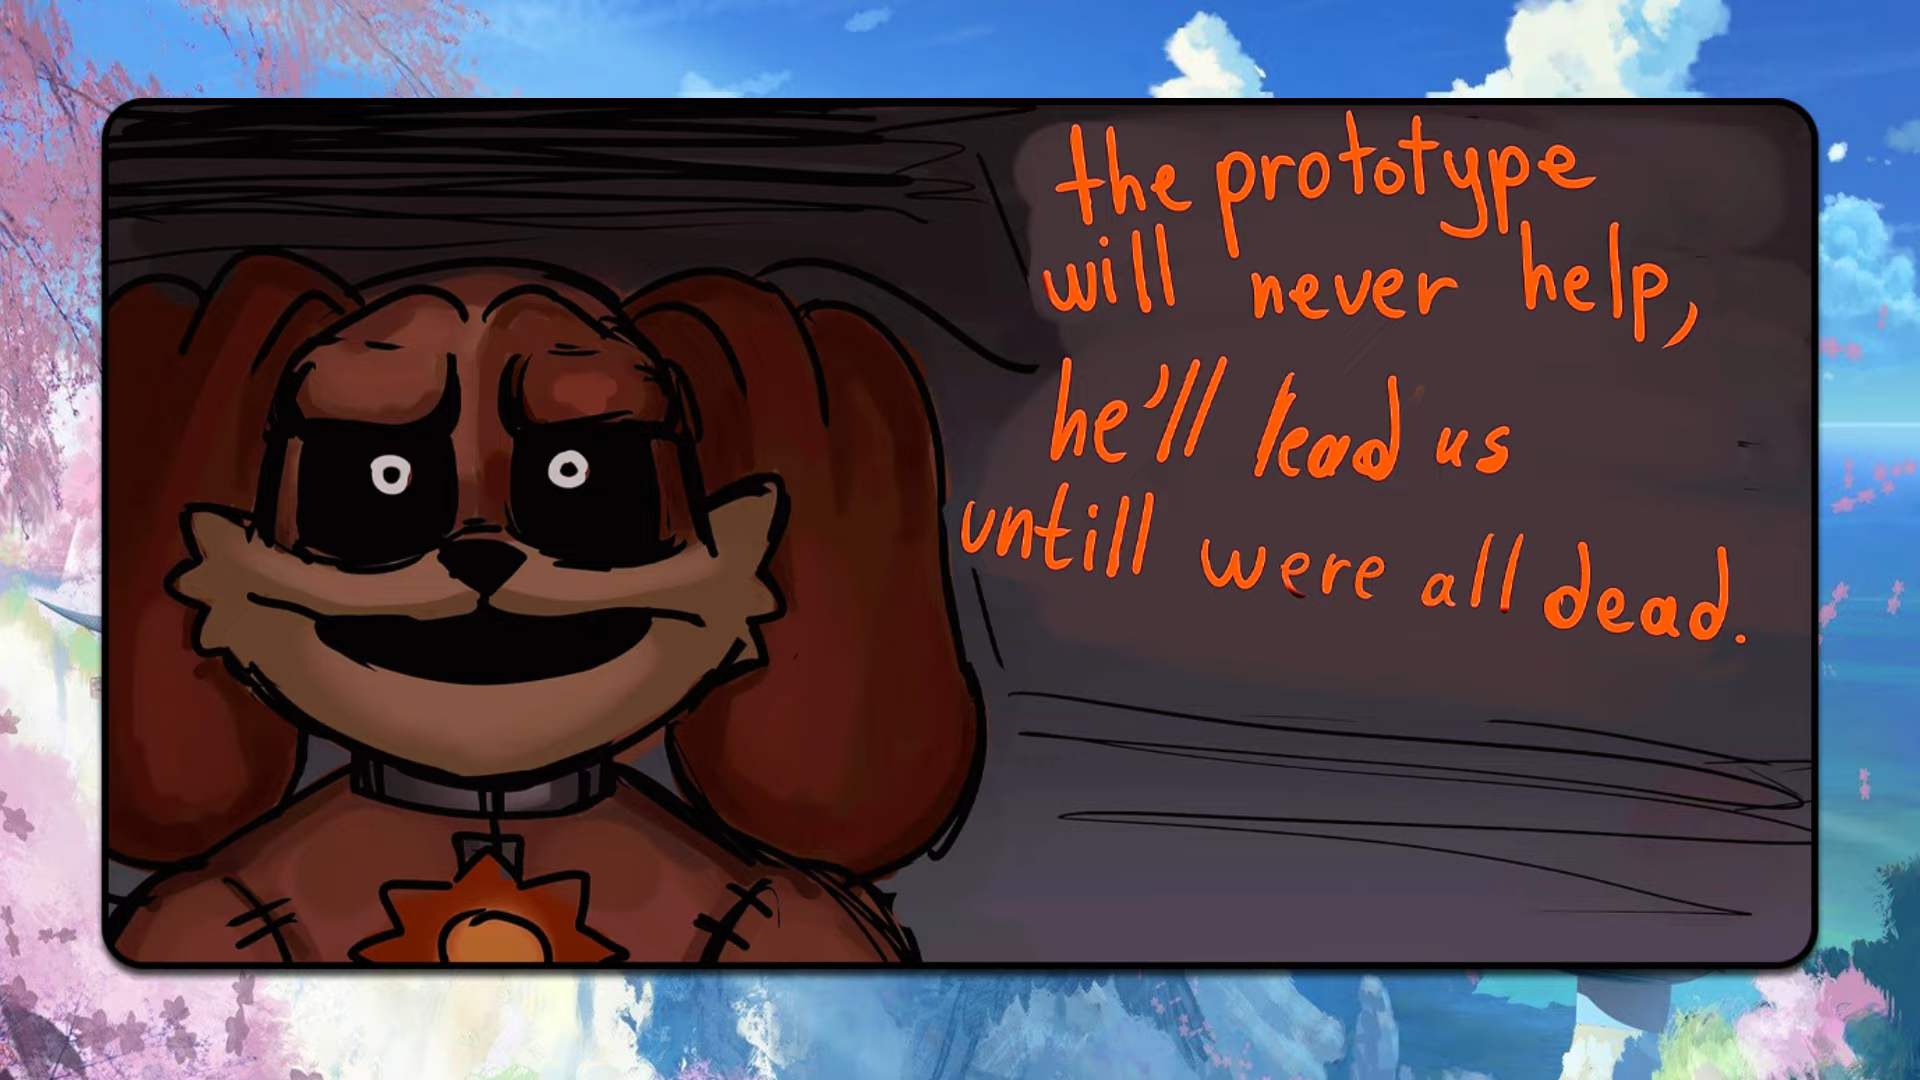 the prototype
will never help,
he'll lead us
untill were all dead.